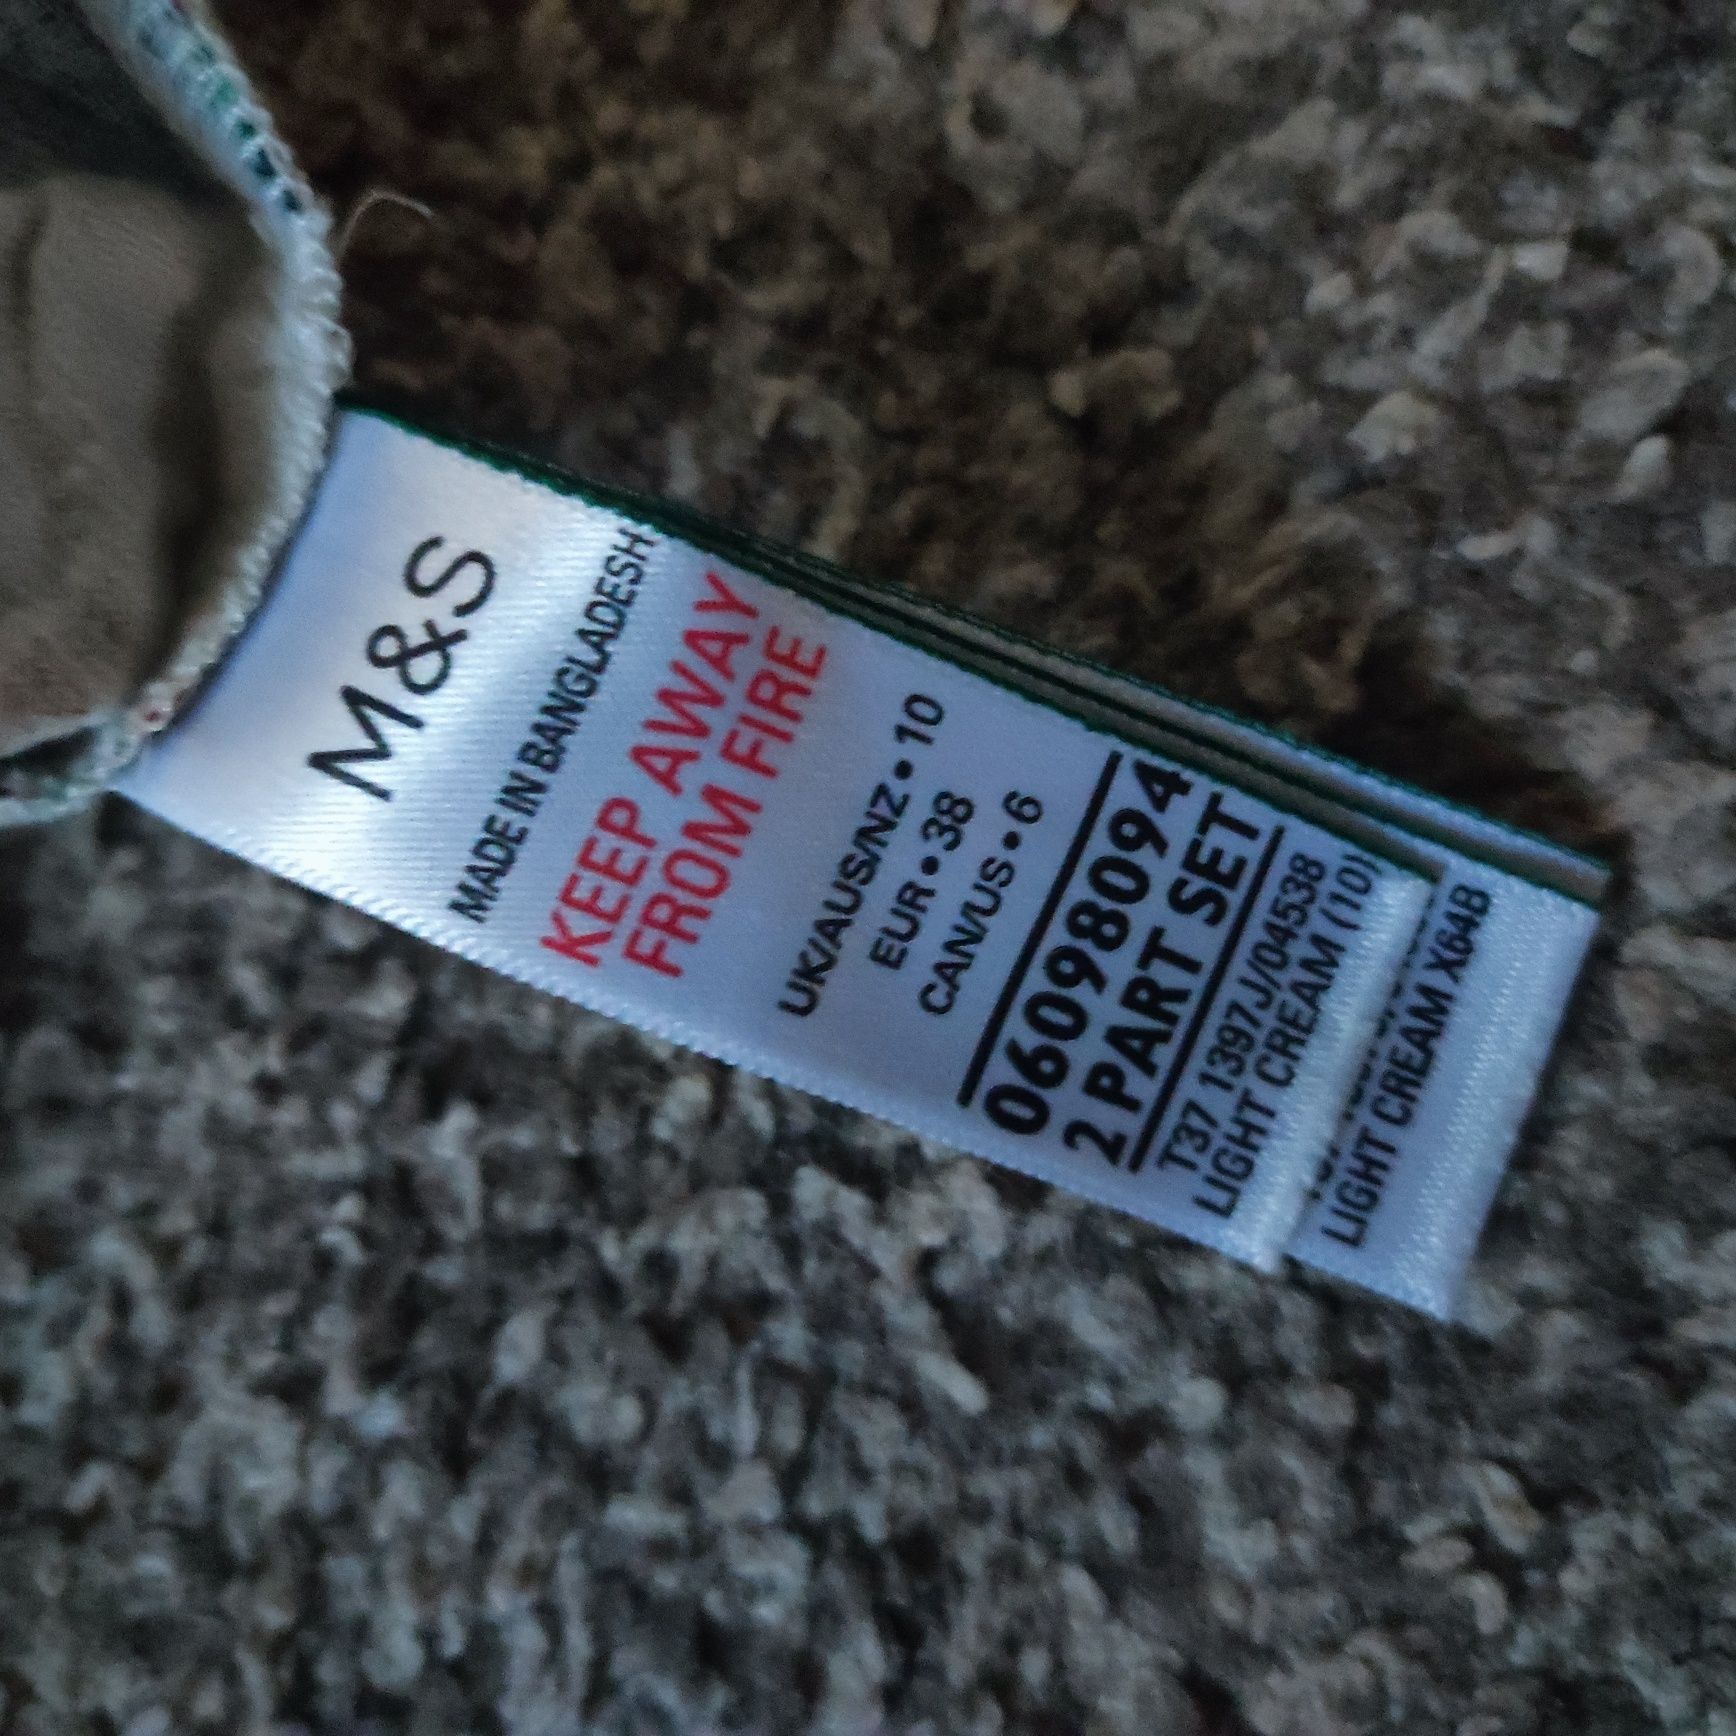 M&S
MADE IN BANGLADESH
KEEP AWAY
FROM FIRE
UK/AUS/NZ • 10
EUR • 38
CAN/US • 6
06098094
2 PART SET
T37 1397J/04538
LIGHT CREAM (10)
LIGHT CREAM X64B